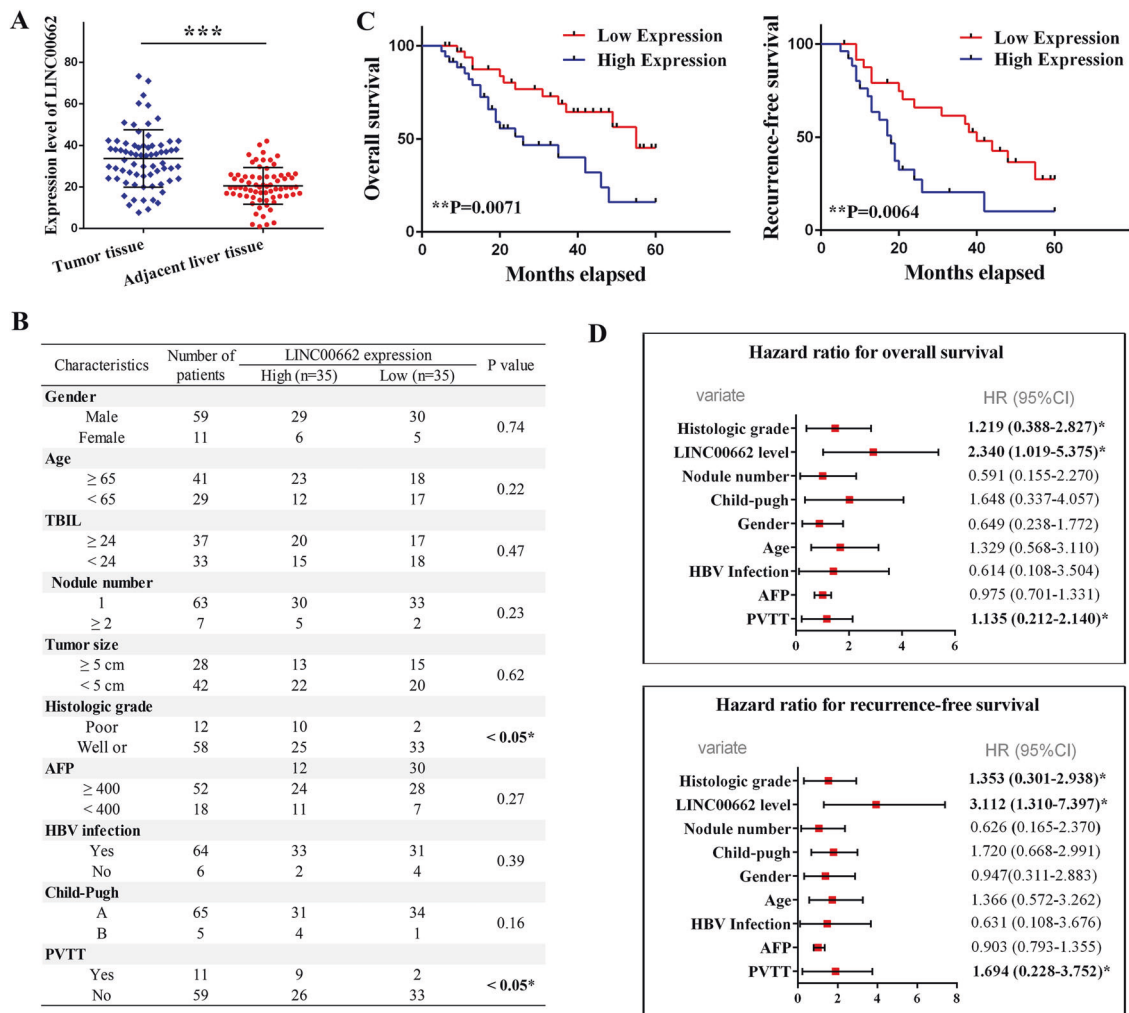 A
Expression level of LINC00662
80
60
40
20
0
***
Tumor tissue
Adjacent liver tissue
C
Overall survival
100
50
0
Low Expression
High Expression
**P=0.0071
0 20 40 60
Months elapsed
Recurrence-free survival
100
50
0
Low Expression
High Expression
**P=0.0064
0 20 40 60
Months elapsed
B
Characteristics Number of patients LINC00662 expression P value
High (n=35) Low (n=35)
Gender
Male 59 29 30 0.74
Female 11 6 5
Age
≥ 65 41 23 18 0.22
< 65 29 12 17
TBIL
≥ 24 37 20 17 0.47
< 24 33 15 18
Nodule number
1 63 30 33 0.23
≥ 2 7 5 2
Tumor size
≥ 5 cm 28 13 15 0.62
< 5 cm 42 22 20
Histologic grade
Poor 12 10 2 < 0.05*
Well or 58 25 33
AFP 12 30
≥ 400 52 24 28 0.27
< 400 18 11 7
HBV infection
Yes 64 33 31 0.39
No 6 2 4
Child-Pugh
A 65 31 34 0.16
B 5 4 1
PVTT
Yes 11 9 2 < 0.05*
No 59 26 33
D
Hazard ratio for overall survival
variate HR (95%CI)
Histologic grade 1.219 (0.388-2.827)*
LINC00662 level 2.340 (1.019-5.375)*
Nodule number 0.591 (0.155-2.270)
Child-pugh 1.648 (0.337-4.057)
Gender 0.649 (0.238-1.772)
Age 1.329 (0.568-3.110)
HBV Infection 0.614 (0.108-3.504)
AFP 0.975 (0.701-1.331)
PVTT 1.135 (0.212-2.140)*
0 2 4 6
Hazard ratio for recurrence-free survival
variate HR (95%CI)
Histologic grade 1.353 (0.301-2.938)*
LINC00662 level 3.112 (1.310-7.397)*
Nodule number 0.626 (0.165-2.370)
Child-pugh 1.720 (0.668-2.991)
Gender 0.947(0.311-2.883)
Age 1.366 (0.572-3.262)
HBV Infection 0.631 (0.108-3.676)
AFP 0.903 (0.793-1.355)
PVTT 1.694 (0.228-3.752)*
0 2 4 6 8